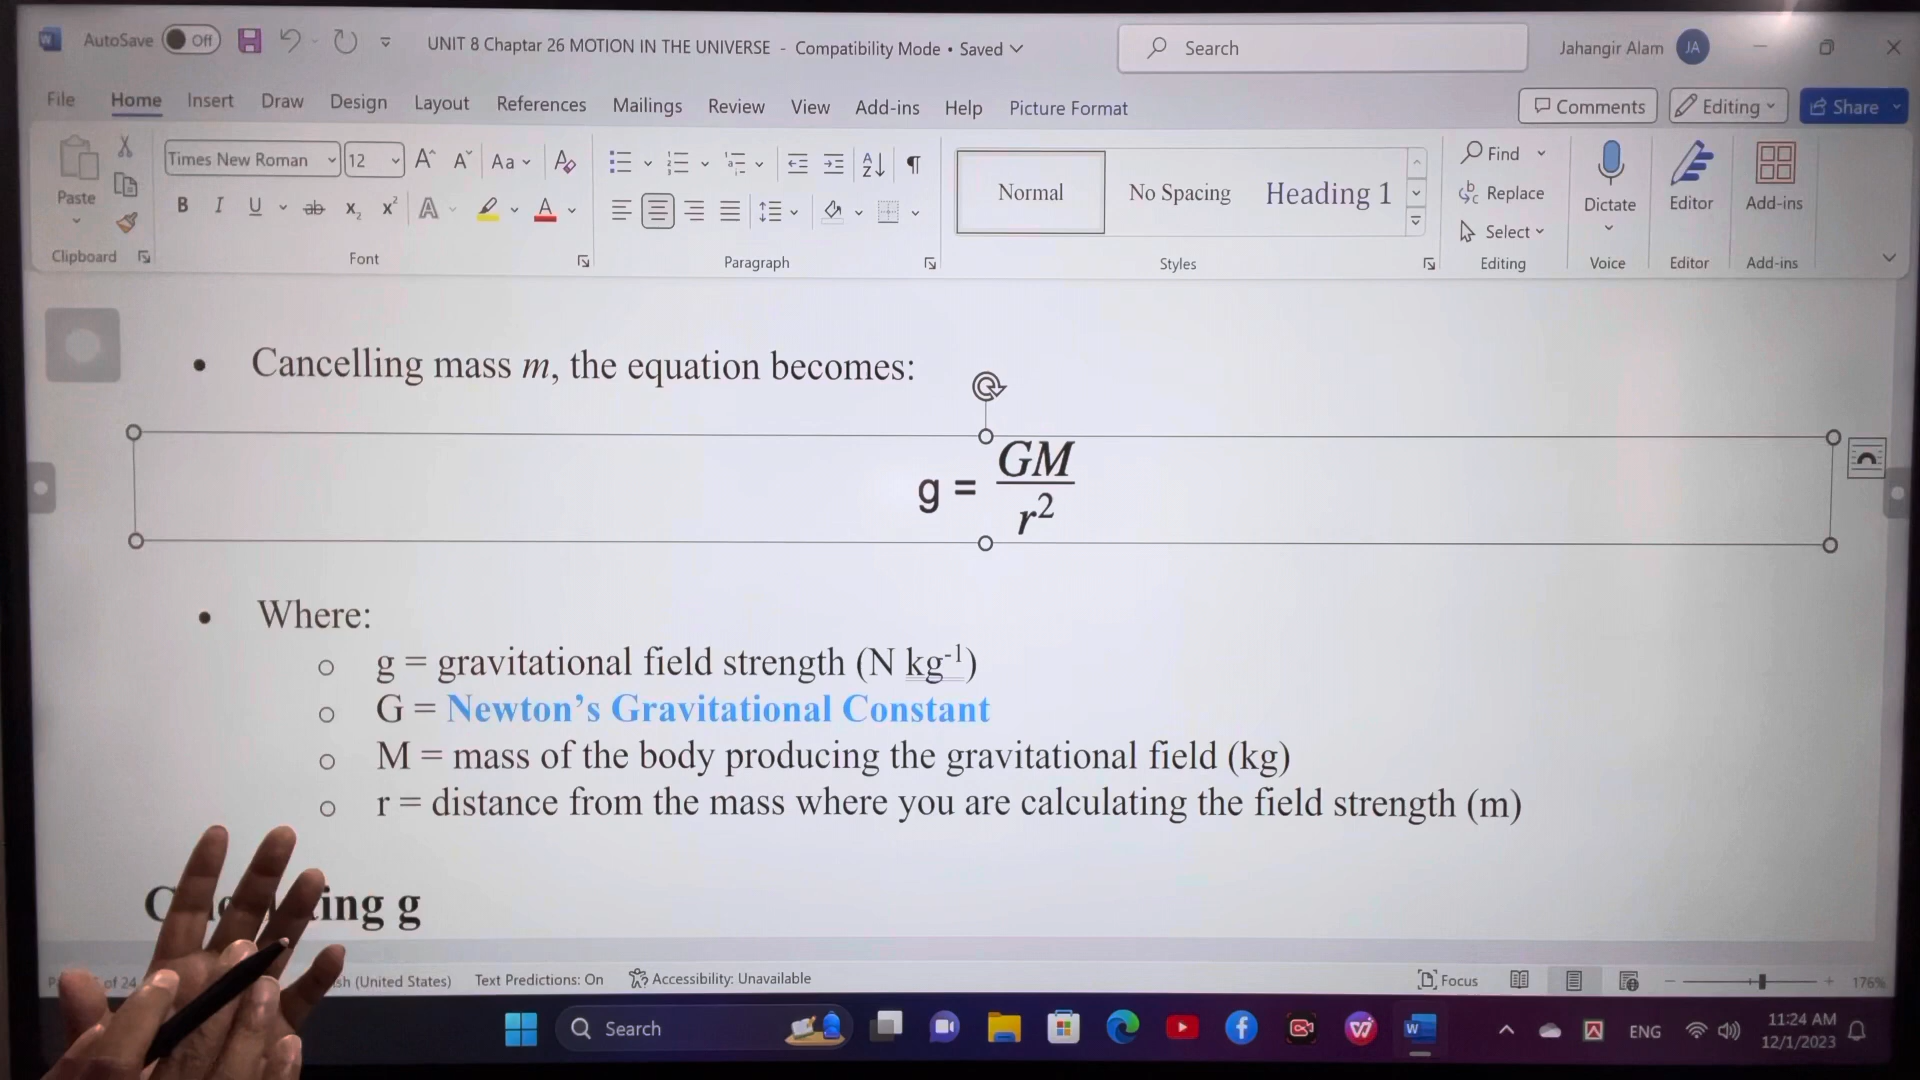 AutoSave Off UNIT 8 Chaptar 26 MOTION IN THE UNIVERSE - Compatibility Mode • Saved Search Jahangir Alam JA
File Home Insert Draw Design Layout References Mailings Review View Add-ins Help Picture Format Comments Editing Share
Paste Times New Roman 12 Aa Normal No Spacing Heading 1 Find Dictate Editor Add-ins
Replace
B I U ab x₂ x² A A Select
Clipboard Font Paragraph Styles Editing Voice Editor Add-ins
• Cancelling mass m, the equation becomes:
g = GM / r²
• Where:
○ g = gravitational field strength (N kg⁻¹)
○ G = Newton's Gravitational Constant
○ M = mass of the body producing the gravitational field (kg)
○ r = distance from the mass where you are calculating the field strength (m)
ing g
of 24 sh (United States) Text Predictions: On Accessibility: Unavailable Focus 176%
Search ENG 11:24 AM
12/1/2023